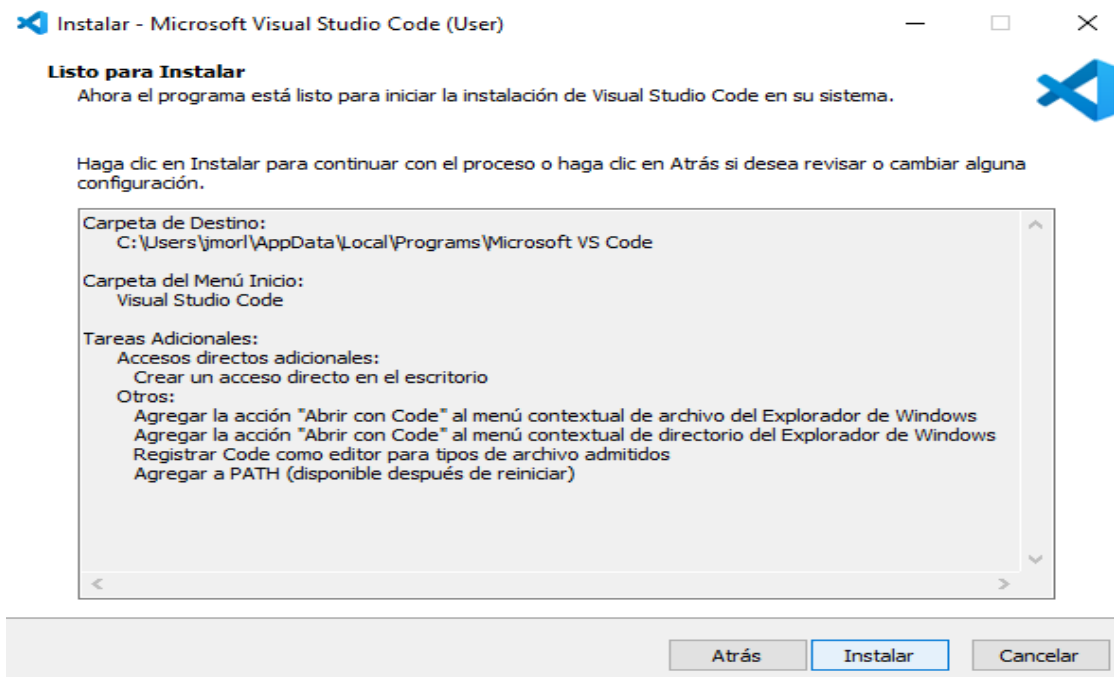 Instalar - Microsoft Visual Studio Code (User)
Listo para Instalar
Ahora el programa está listo para iniciar la instalación de Visual Studio Code en su sistema.
Haga clic en Instalar para continuar con el proceso o haga clic en Atrás si desea revisar o cambiar alguna
configuración.
Carpeta de Destino:
C:\Users\jmorl\AppData\Local\Programs\Microsoft VS Code
Carpeta del Menú Inicio:
Visual Studio Code
Tareas Adicionales:
Accesos directos adicionales:
Crear un acceso directo en el escritorio
Otros:
Agregar la acción "Abrir con Code" al menú contextual de archivo del Explorador de Windows
Agregar la acción "Abrir con Code" al menú contextual de directorio del Explorador de Windows
Registrar Code como editor para tipos de archivo admitidos
Agregar a PATH (disponible después de reiniciar)
Atrás
Instalar
Cancelar